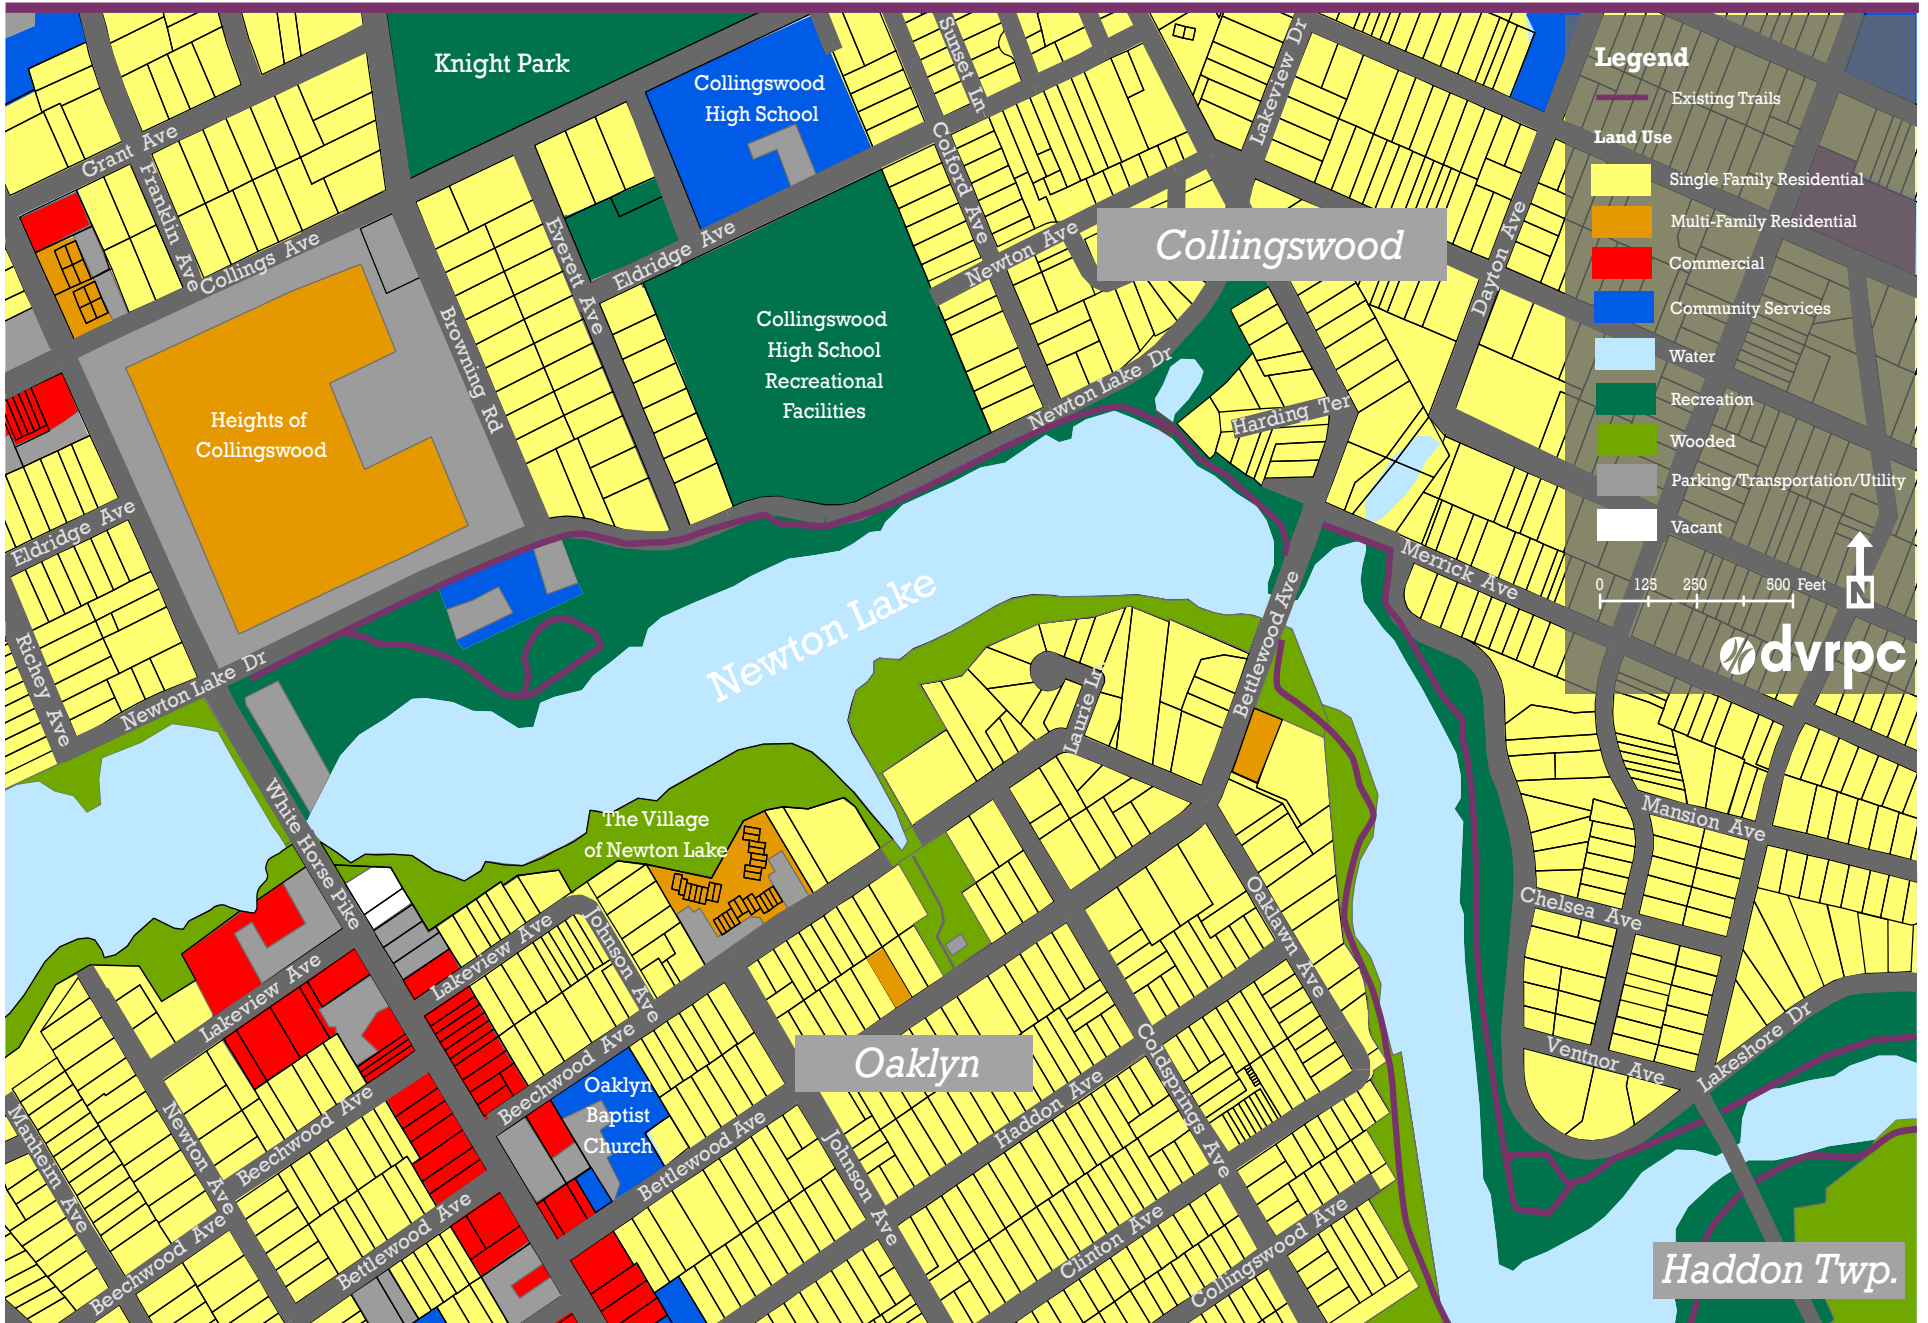 Knight Park
Collingswood
High School
Sunset Ln
Lakeview Dr
Legend
Existing Trails
Land Use
Single Family Residential
Multi-Family Residential
Commercial
Community Services
Water
Recreation
Wooded
Parking/Transportation/Utility
Vacant
0 125 250 500 Feet
N
dvrpc
Grant Ave
Franklin Ave
Collings Ave
Colford Ave
Everett Ave
Eldridge Ave
Newton Ave
Collingswood
Dayton Ave
Browning Rd
Collingswood
High School
Recreational
Facilities
Newton Lake Dr
Harding Ter
Heights of
Collingswood
Eldridge Ave
Merrick Ave
Newton Lake
Bettlewood Ave
Richey Ave
Newton Lake Dr
Laurie Ln
White Horse Pike
The Village
of Newton Lake
Mansion Ave
Chelsea Ave
Oaklawn Ave
Lakeview Ave
Johnson Ave
Lakeview Ave
Beechwood Ave
Oaklyn
Coldsprings Ave
Ventnor Ave
Lakeshore Dr
Oaklyn
Baptist
Church
Manheim Ave
Newton Ave
Beechwood Ave
Bettlewood Ave
Johnson Ave
Haddon Ave
Beechwood Ave
Bettlewood Ave
Clinton Ave
Collingswood Ave
Haddon Twp.